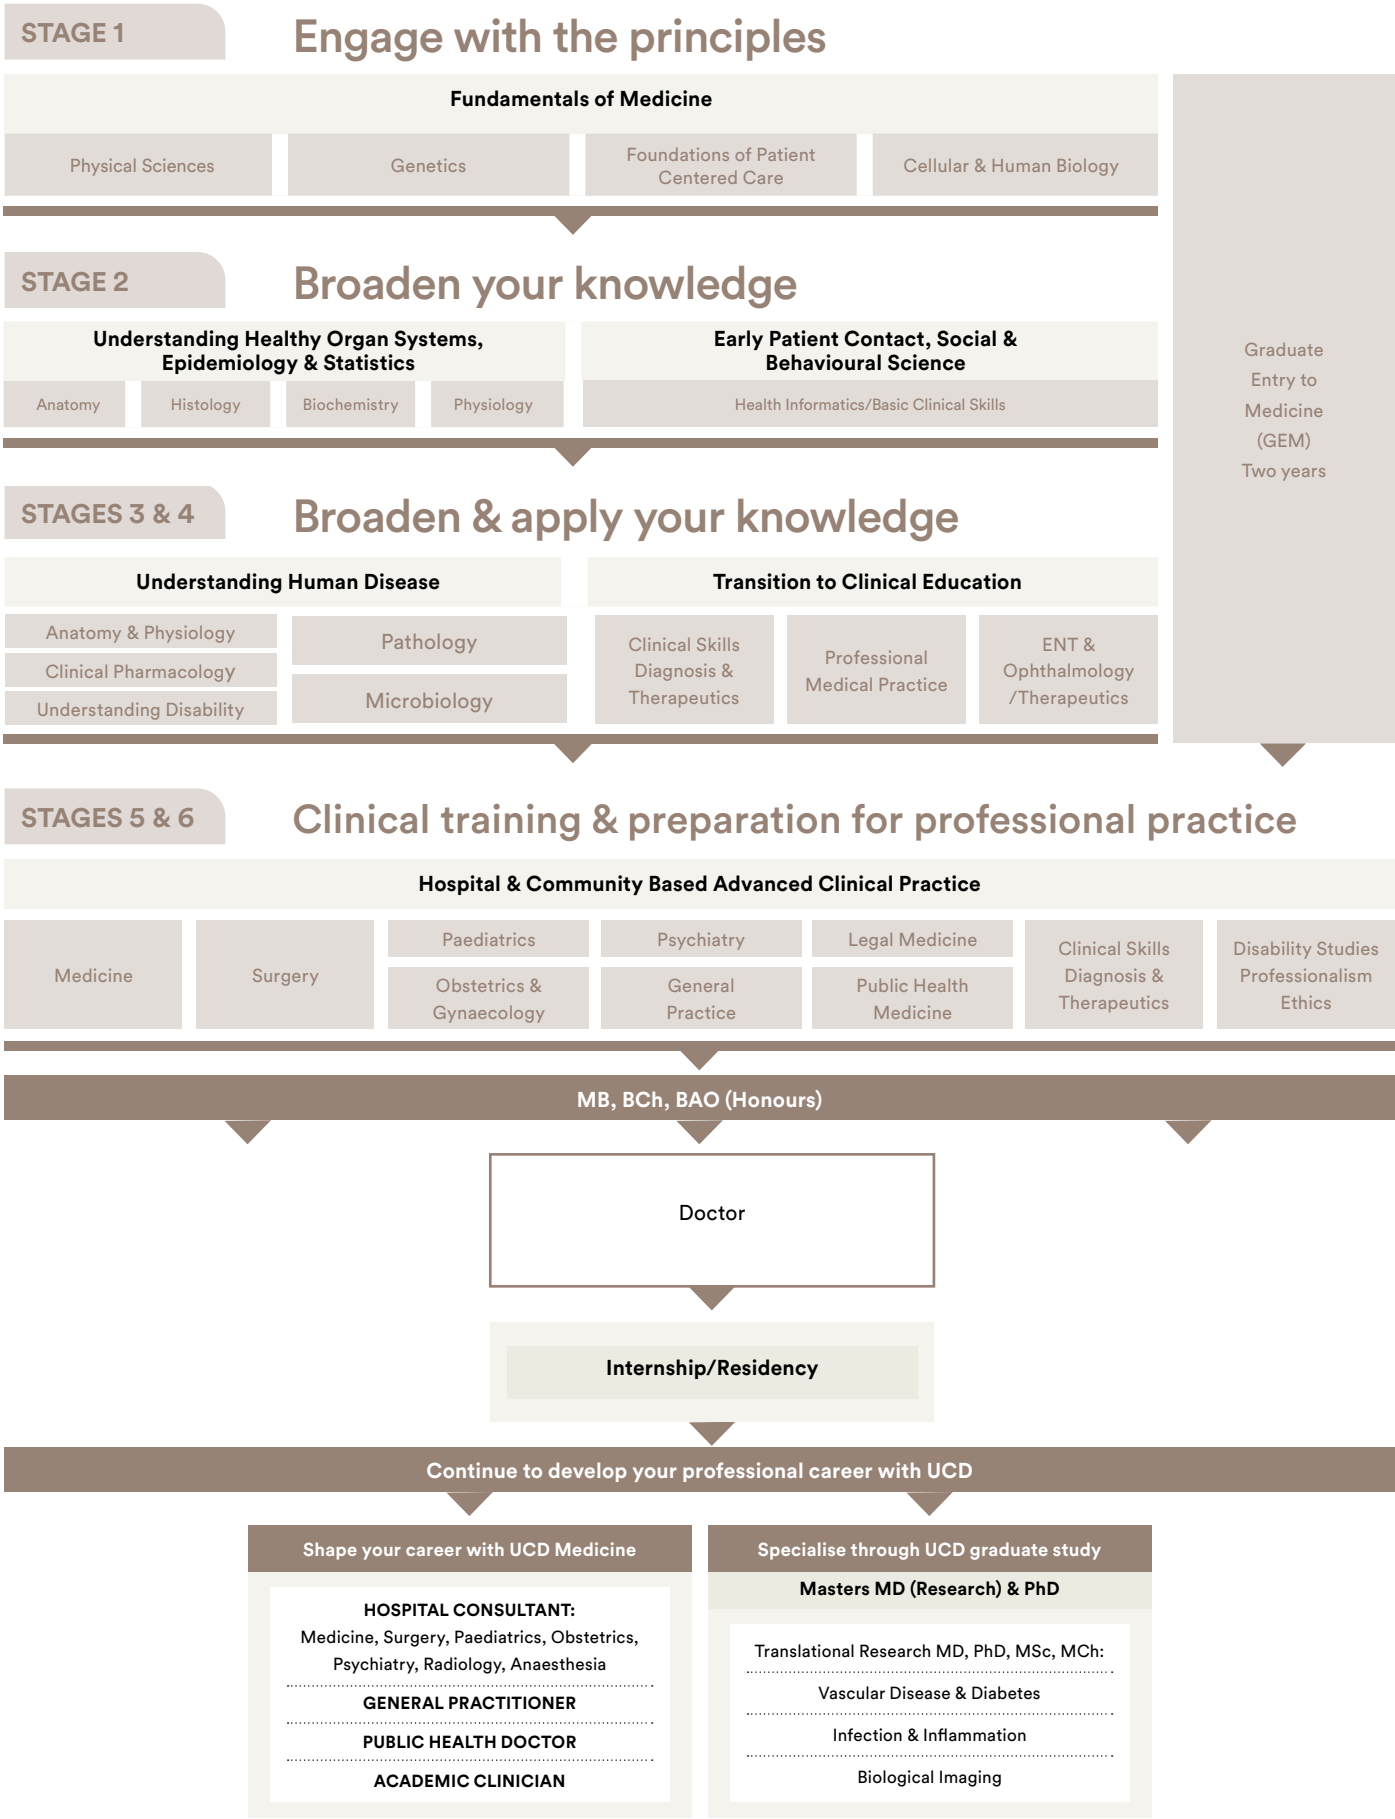 STAGE 1
Engage with the principles
Fundamentals of Medicine
Physical Sciences
Genetics
Foundations of Patient
Centered Care
Cellular & Human Biology
STAGE 2
Broaden your knowledge
Understanding Healthy Organ Systems,
Epidemiology & Statistics
Anatomy
Histology
Biochemistry
Physiology
Early Patient Contact, Social &
Behavioural Science
Health Informatics/Basic Clinical Skills
STAGES 3 & 4
Broaden & apply your knowledge
Understanding Human Disease
Anatomy & Physiology
Clinical Pharmacology
Understanding Disability
Pathology
Microbiology
Transition to Clinical Education
Clinical Skills
Diagnosis &
Therapeutics
Professional
Medical Practice
ENT &
Ophthalmology
/Therapeutics
Graduate
Entry to
Medicine
(GEM)
Two years
STAGES 5 & 6
Clinical training & preparation for professional practice
Hospital & Community Based Advanced Clinical Practice
Medicine
Surgery
Paediatrics
Obstetrics &
Gynaecology
Psychiatry
General
Practice
Legal Medicine
Public Health
Medicine
Clinical Skills
Diagnosis &
Therapeutics
Disability Studies
Professionalism
Ethics
MB, BCh, BAO (Honours)
Doctor
Internship/Residency
Continue to develop your professional career with UCD
Shape your career with UCD Medicine
HOSPITAL CONSULTANT:
Medicine, Surgery, Paediatrics, Obstetrics,
Psychiatry, Radiology, Anaesthesia
GENERAL PRACTITIONER
PUBLIC HEALTH DOCTOR
ACADEMIC CLINICIAN
Specialise through UCD graduate study
Masters MD (Research) & PhD
Translational Research MD, PhD, MSc, MCh:
Vascular Disease & Diabetes
Infection & Inflammation
Biological Imaging